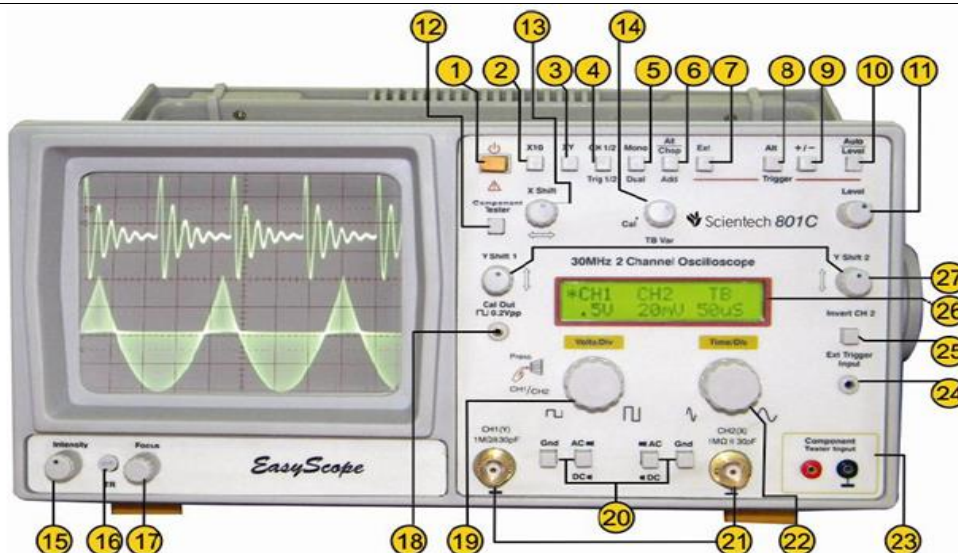 12
13
14
1
2
3
4
5
6
7
8
9
10
11
X10
XY
CH 1/2
Mono
Alt
Chop
Ext
Alt
+/-
Auto
Level
Trig 1/2
Dual
Add
Trigger
X Shift
Level
Component
Tester
Cal
TB Var
Scientech 801C
Y Shift 1
30MHz 2 Channel Oscilloscope
Y Shift 2
27
Cal Out
0.2Vpp
*CH1 CH2 TB
.5V 20mV 50uS
26
Invert CH 2
25
Volts/Div
Time/Div
Ext Trigger
Input
24
Press
CH1/CH2
CH1(Y)
1MΩII30pF
Gnd
AC
DC
AC
DC
Gnd
CH2(X)
1MΩ II 30pF
Component
Tester Input
Intensity
Focus
TR
EasyScope
15
16
17
18
19
20
21
22
23